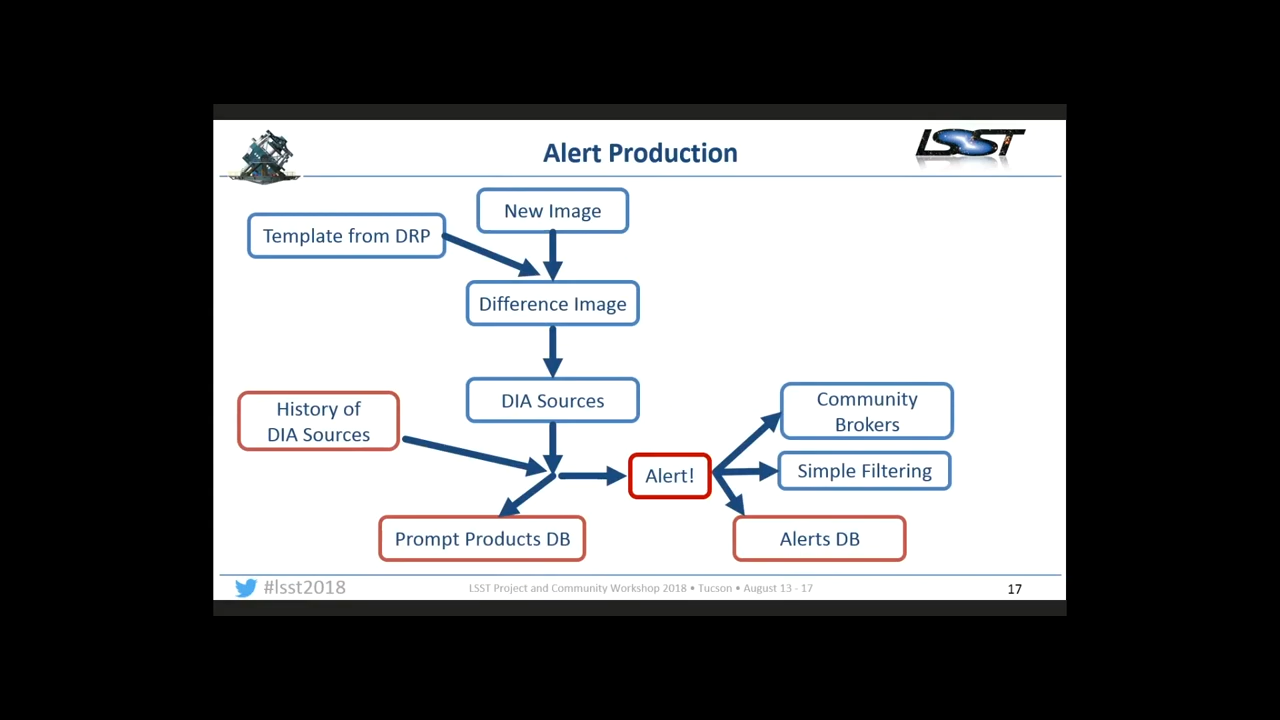 Alert Production
LSST
New Image
Template from DRP
Difference Image
DIA Sources
History of
DIA Sources
Community
Brokers
Simple Filtering
Alert!
Prompt Products DB
Alerts DB
#lsst2018
LSST Project and Community Workshop 2018 • Tucson • August 13 - 17
17